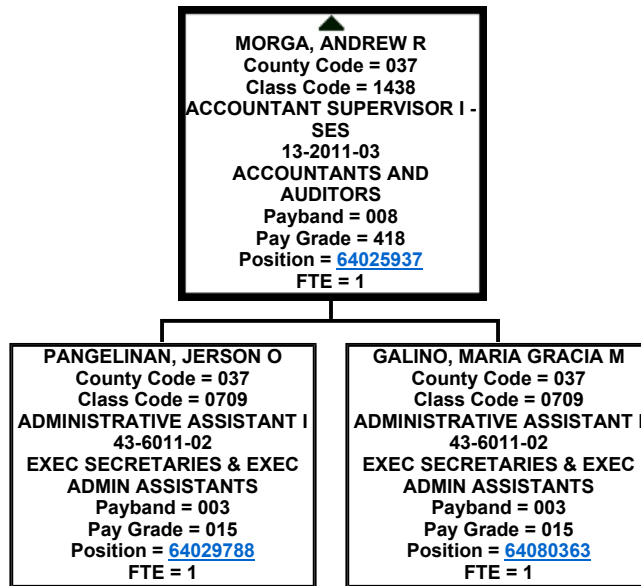 MORGA, ANDREW R
County Code = 037
Class Code = 1438
ACCOUNTANT SUPERVISOR I -
SES
13-2011-03
ACCOUNTANTS AND
AUDITORS
Payband = 008
Pay Grade = 418
Position = 64025937
FTE = 1
PANGELINAN, JERSON O
County Code = 037
Class Code = 0709
ADMINISTRATIVE ASSISTANT I
43-6011-02
EXEC SECRETARIES & EXEC
ADMIN ASSISTANTS
Payband = 003
Pay Grade = 015
Position = 64029788
FTE = 1
GALINO, MARIA GRACIA M
County Code = 037
Class Code = 0709
ADMINISTRATIVE ASSISTANT I
43-6011-02
EXEC SECRETARIES & EXEC
ADMIN ASSISTANTS
Payband = 003
Pay Grade = 015
Position = 64080363
FTE = 1